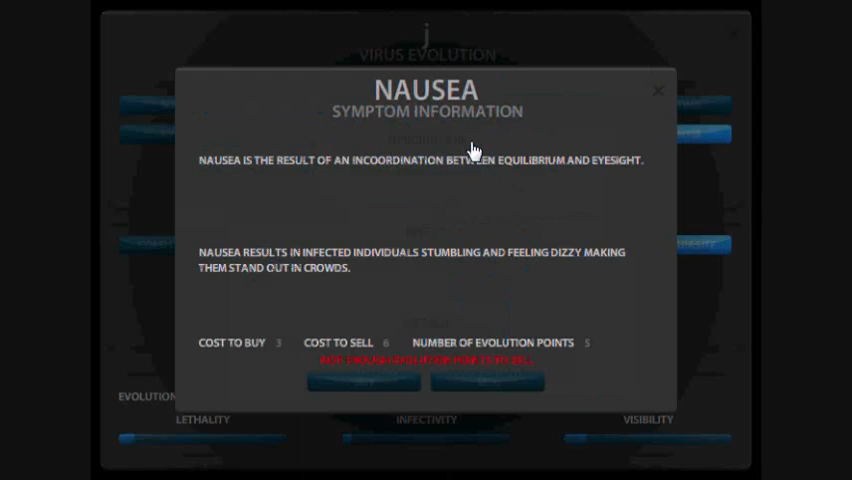 j
VIRUS EVOLUTION
NAUSEA
SYMPTOM INFORMATION
NAUSEA IS THE RESULT OF AN INCOORDINATION BETWEEN EQUILIBRIUM AND EYESIGHT.
NAUSEA RESULTS IN INFECTED INDIVIDUALS STUMBLING AND FEELING DIZZY MAKING
THEM STAND OUT IN CROWDS.
COST TO BUY 3 COST TO SELL 6 NUMBER OF EVOLUTION POINTS 5
NOT ENOUGH EVOLUTION POINTS TO SELL
EVOLUTION
LETHALITY INFECTIVITY VISIBILITY